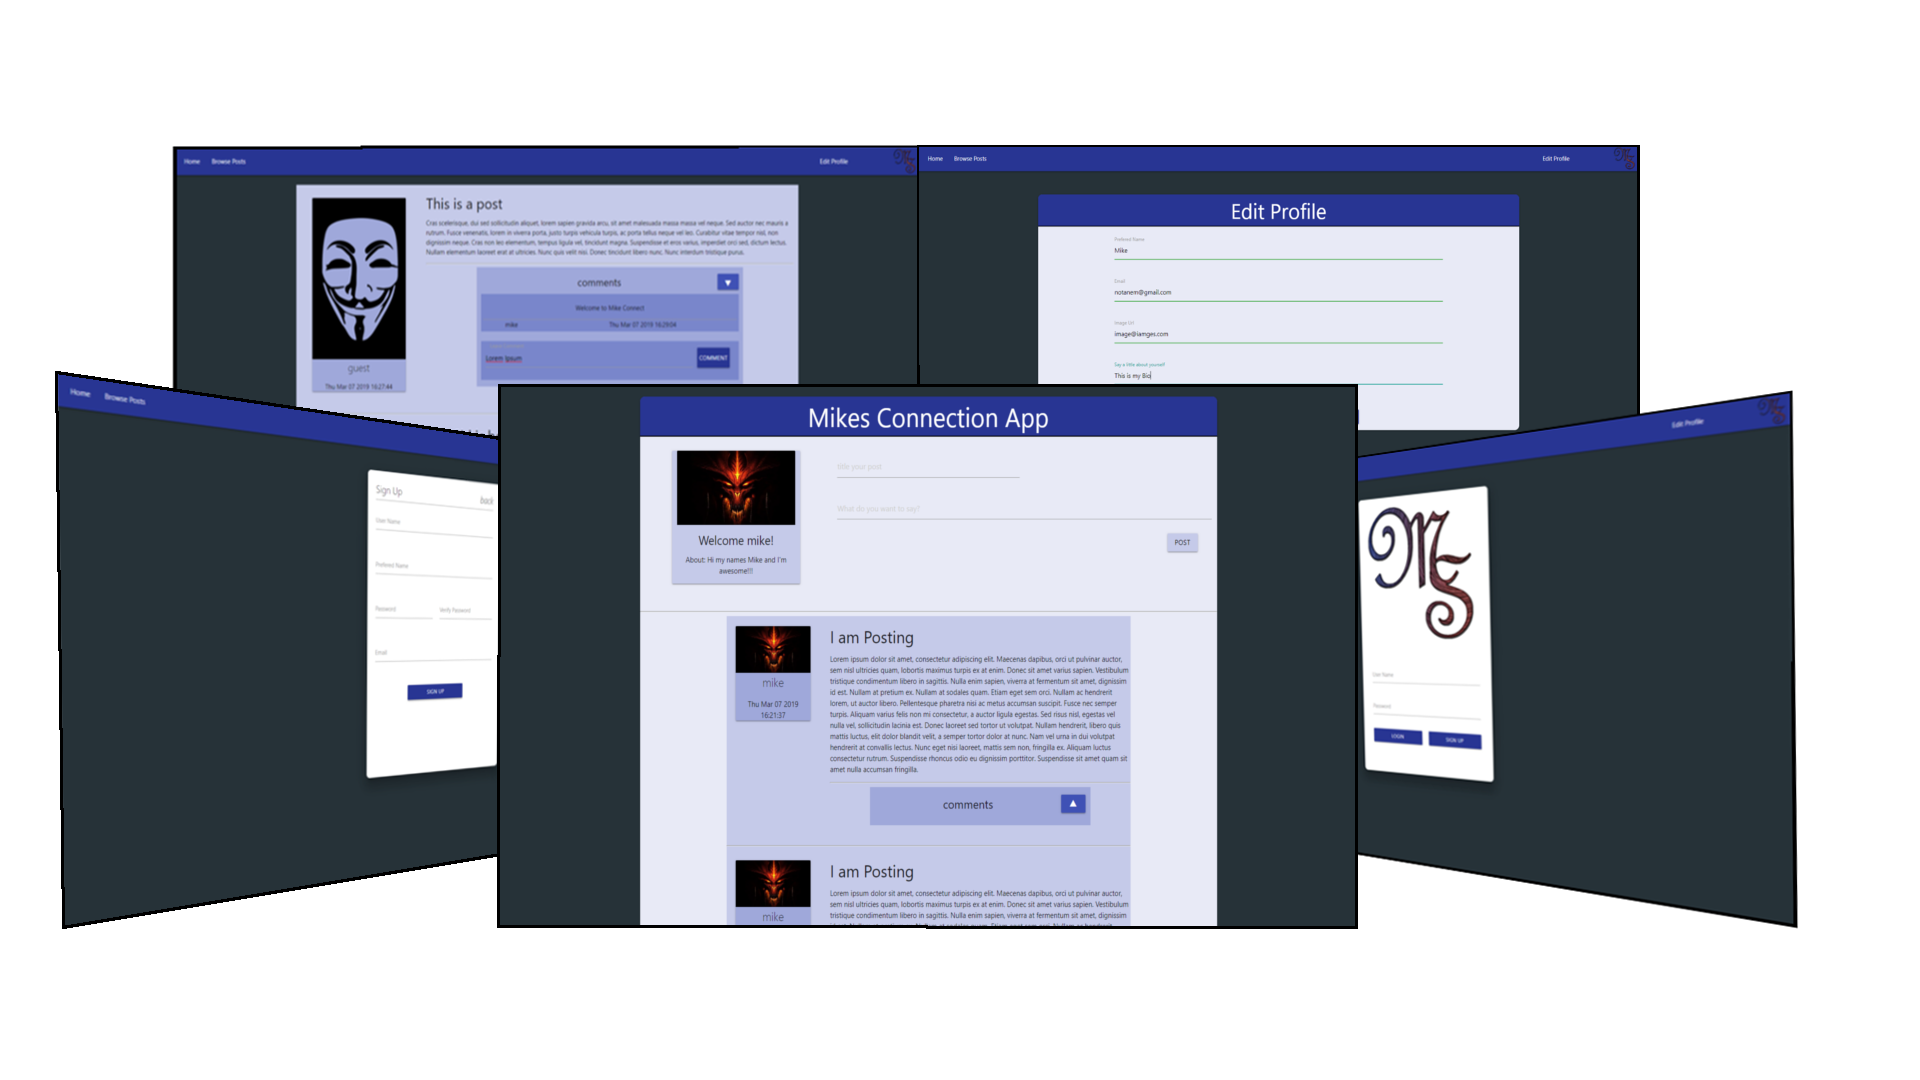 Home Browse Posts Edit Profile
This is a post
Cras scelerisque, dui sed sollicitudin aliquet, lorem sapien gravida arcu, sit amet malesuada massa massa vel neque. Sed auctor nec mauris a
rutrum. Fusce venenatis, lorem in viverra porta, justo turpis vehicula turpis, ac porta tellus neque vel leo. Curabitur vitae tempor nisl, non
dignissim neque. Cras non leo elementum, tempus ligula vel, tincidunt magna. Suspendisse et eros varius, imperdiet orci sed, dictum lectus.
Nullam elementum laoreet erat at ultricies. Nunc quis velit nisi. Donec tincidunt libero nunc. Nunc interdum tristique purus.
comments
Welcome to Mike Connect
mike Thu Mar 07 2019 16:29:04
Lorem Ipsum
COMMENT
guest
Thu Mar 07 2019 16:27:44
Home Browse Posts Edit Profile
Edit Profile
Prefered Name
Mike
Email
notanem@gmail.com
Image Url
image@iamges.com
Say a little about yourself!
This is my Bio
Home Browse Posts
Sign Up
back
User Name
Prefered Name
Password Verify Password
Email
SIGN UP
Mikes Connection App
title your post
What do you want to say?
POST
Welcome mike!
About: Hi my names Mike and I'm
awesome!!!
I am Posting
Lorem ipsum dolor sit amet, consectetur adipiscing elit. Maecenas dapibus, orci ut pulvinar auctor,
sem nisl ultricies quam, lobortis maximus turpis ex at enim. Donec sit amet varius sapien. Vestibulum
tristique condimentum libero in sagittis. Nulla enim sapien, viverra at fermentum sit amet, dignissim
id est. Nullam at pretium ex. Nullam at sodales quam. Etiam eget sem orci. Nullam ac hendrerit
lorem, ut auctor libero. Pellentesque pharetra nisi ac metus accumsan suscipit. Fusce nec semper
turpis. Aliquam varius felis non mi consectetur, a auctor ligula egestas. Sed risus nisl, egestas vel
nulla vel, sollicitudin lacinia est. Donec laoreet sed tortor ut volutpat. Nullam hendrerit, libero quis
mattis luctus, elit dolor blandit velit, a semper tortor dolor at nunc. Nam vel urna in dui volutpat
hendrerit at convallis lectus. Nunc eget nisi laoreet, mattis sem non, fringilla ex. Aliquam luctus
consectetur rutrum. Suspendisse rhoncus odio eu dignissim porttitor. Suspendisse sit amet quam sit
amet nulla accumsan fringilla.
mike
Thu Mar 07 2019
16:21:37
comments
I am Posting
Lorem ipsum dolor sit amet, consectetur adipiscing elit. Maecenas dapibus, orci ut pulvinar auctor,
sem nisl ultricies quam, lobortis maximus turpis ex at enim. Donec sit amet varius sapien. Vestibulum
tristique condimentum libero in sagittis. Nulla enim sapien, viverra at fermentum sit amet, dignissim
mike
Edit Profile
MS
User Name
Password
LOGIN SIGN UP